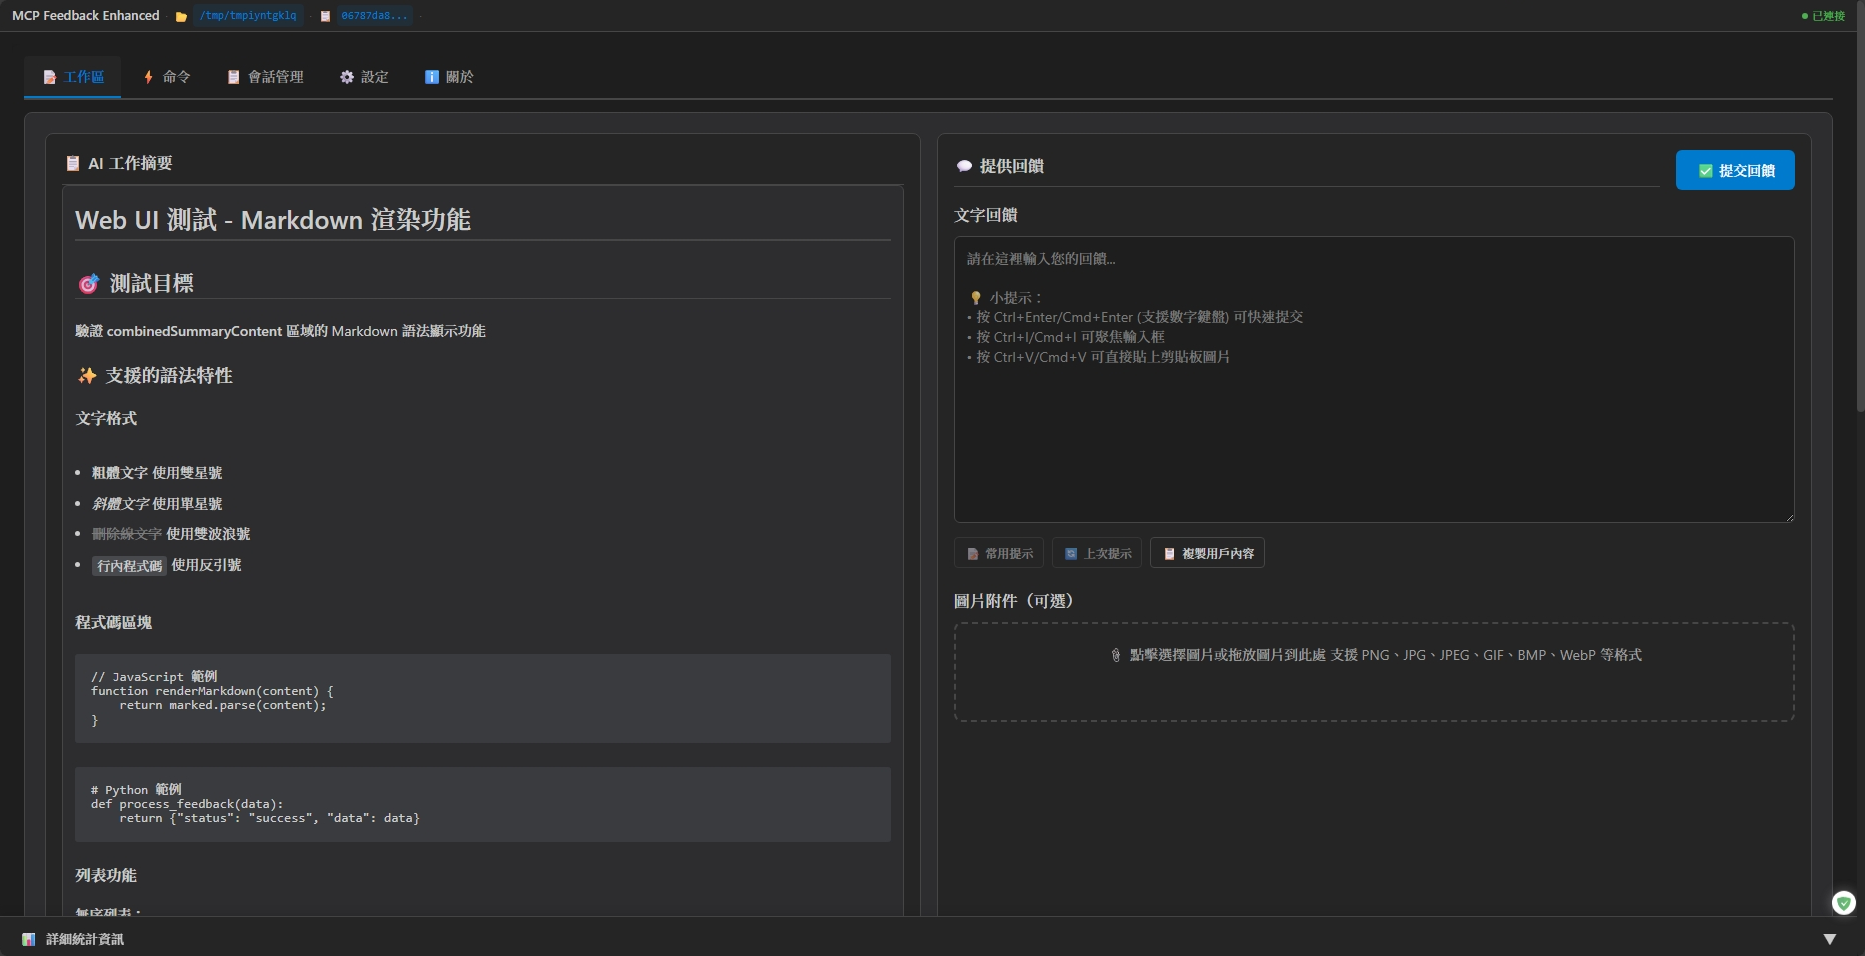 MCP Feedback Enhanced
/tmp/tmpiyntgklq
06787da8...
已連接
工作區
命令
會話管理
設定
關於
AI 工作摘要
Web UI 測試 - Markdown 渲染功能
測試目標
驗證 combinedSummaryContent 區域的 Markdown 語法顯示功能
支援的語法特性
文字格式
• 粗體文字 使用雙星號
• 斜體文字 使用單星號
• 刪除線文字 使用雙波浪號
• 行內程式碼 使用反引號
程式碼區塊
// JavaScript 範例
function renderMarkdown(content) {
    return marked.parse(content);
}
# Python 範例
def process_feedback(data):
    return {"status": "success", "data": data}
列表功能
無序列表：
提供回饋
提交回饋
文字回饋
請在這裡輸入您的回饋...
小提示：
• 按 Ctrl+Enter/Cmd+Enter (支援數字鍵盤) 可快速提交
• 按 Ctrl+I/Cmd+I 可聚焦輸入框
• 按 Ctrl+V/Cmd+V 可直接貼上剪貼板圖片
常用提示
上次提示
複製用戶內容
圖片附件（可選）
點擊選擇圖片或拖放圖片到此處 支援 PNG、JPG、JPEG、GIF、BMP、WebP 等格式
詳細統計資訊